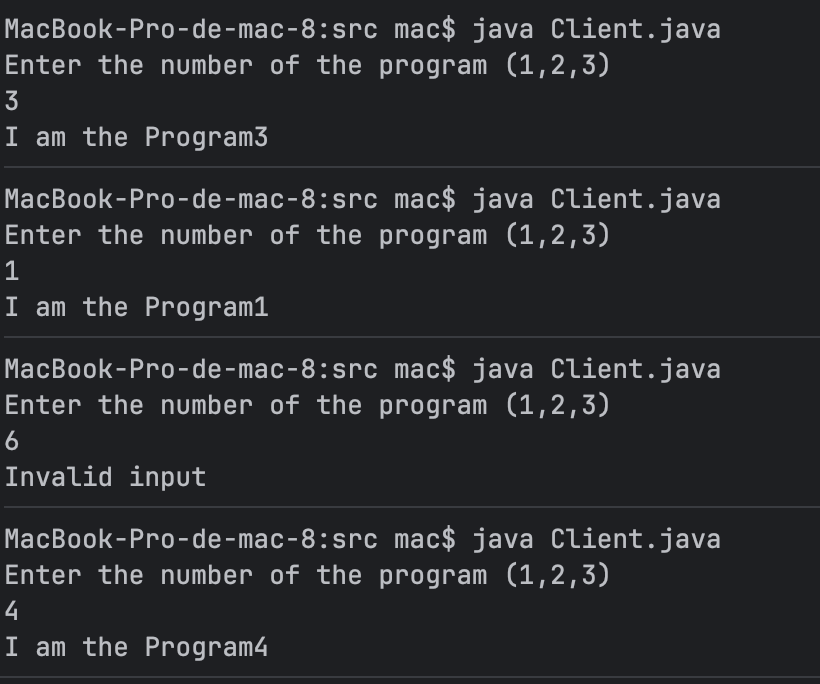 MacBook-Pro-de-mac-8:src mac$ java Client.java
Enter the number of the program (1,2,3)
3
I am the Program3
MacBook-Pro-de-mac-8:src mac$ java Client.java
Enter the number of the program (1,2,3)
1
I am the Program1
MacBook-Pro-de-mac-8:src mac$ java Client.java
Enter the number of the program (1,2,3)
6
Invalid input
MacBook-Pro-de-mac-8:src mac$ java Client.java
Enter the number of the program (1,2,3)
4
I am the Program4